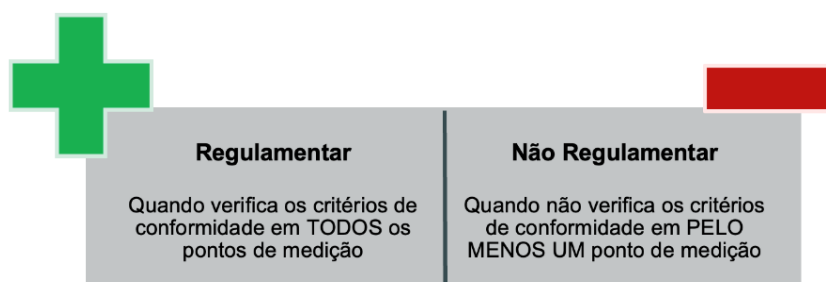 Regulamentar
Quando verifica os critérios de
conformidade em TODOS os
pontos de medição
Não Regulamentar
Quando não verifica os critérios
de conformidade em PELO
MENOS UM ponto de medição